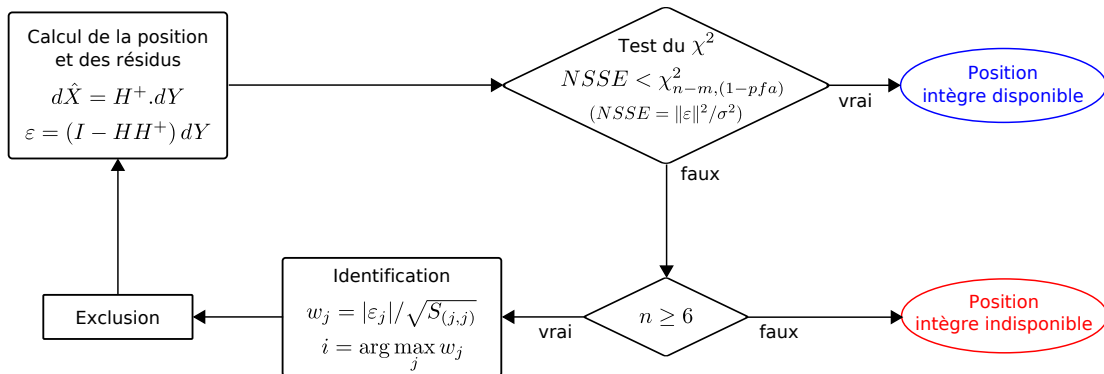 Calcul de la position
et des résidus
dX̂ = H⁺.dY
ε = (I − HH⁺) dY
Test du χ²
NSSE < χ²ₙ₋ₘ,₍₁₋pfa₎
(NSSE = ‖ε‖²/σ²)
vrai
Position
intègre disponible
faux
Identification
wⱼ = |εⱼ|/√S₍ⱼ,ⱼ₎
i = arg max wⱼ
j
Exclusion
vrai
n ≥ 6
faux
Position
intègre indisponible